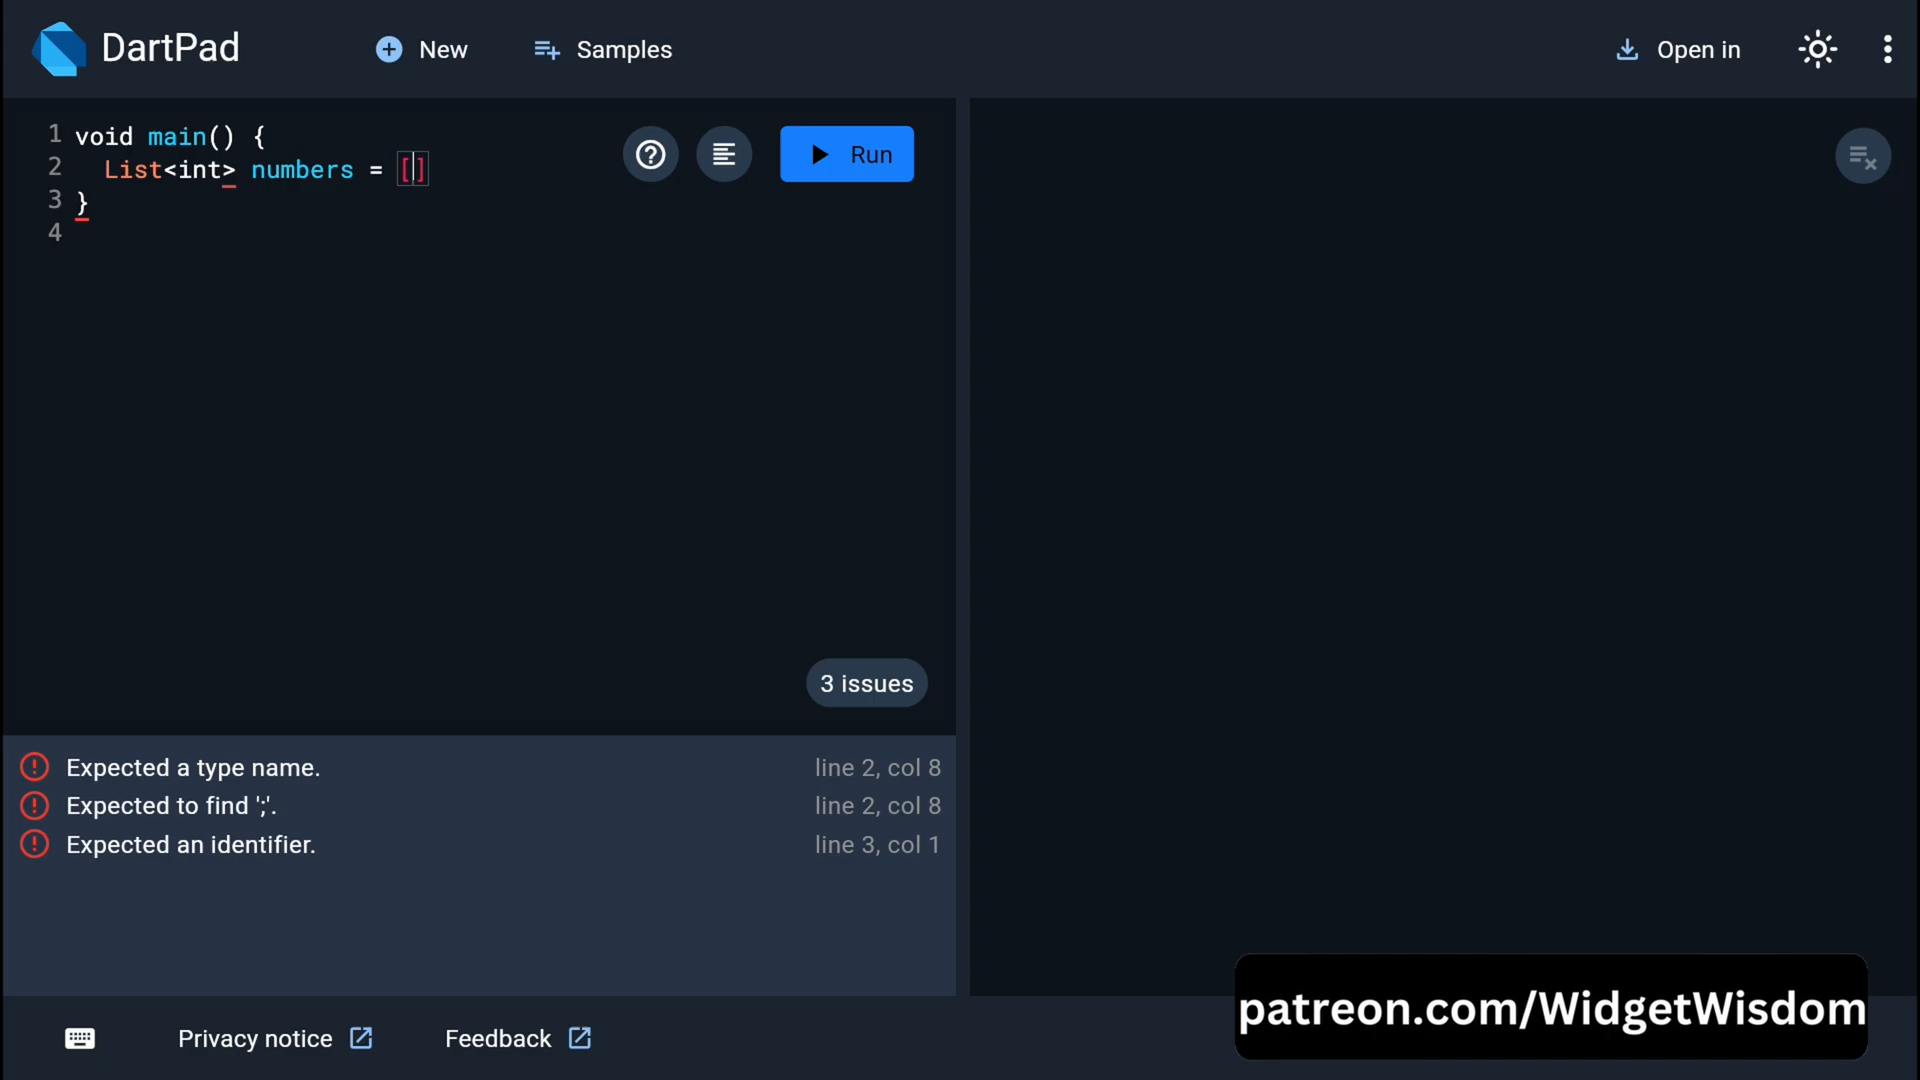 DartPad
New
Samples
Open in
1 void main() {
2 List<int> numbers = []
3 }
4
Run
3 issues
Expected a type name. line 2, col 8
Expected to find ';'. line 2, col 8
Expected an identifier. line 3, col 1
Privacy notice
Feedback
patreon.com/WidgetWisdom